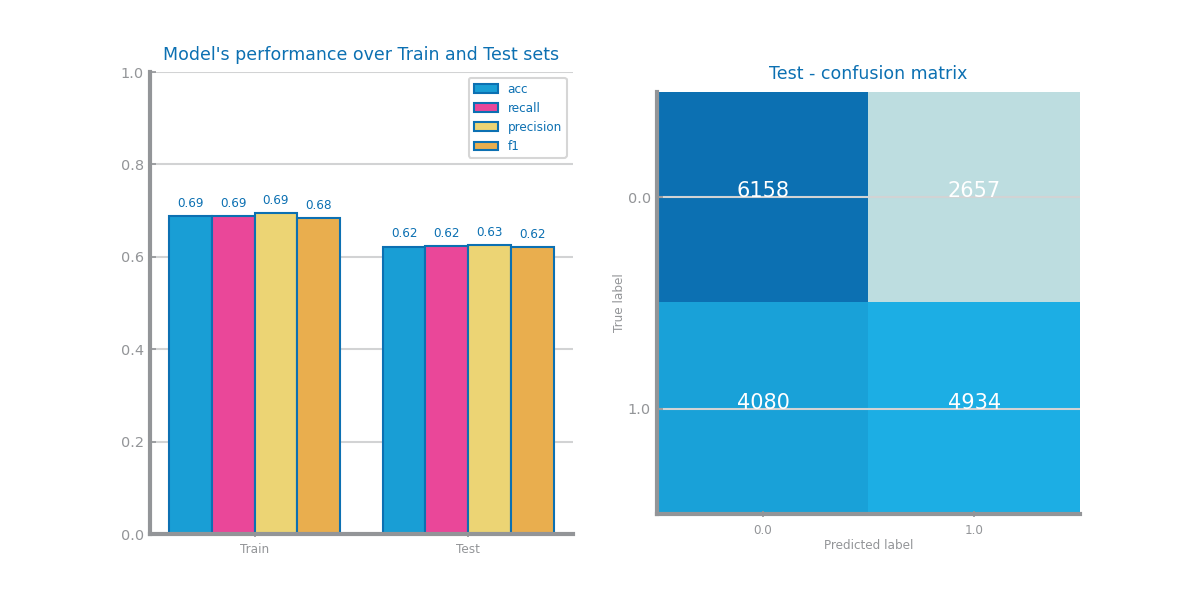 Model's performance over Train and Test sets
1.0
0.8
0.6
0.4
0.2
0.0
acc
recall
precision
f1
0.69 0.69 0.69 0.68
0.62 0.62 0.63 0.62
Train Test
Test - confusion matrix
True label
0.0
1.0
6158 2657
4080 4934
0.0 1.0
Predicted label